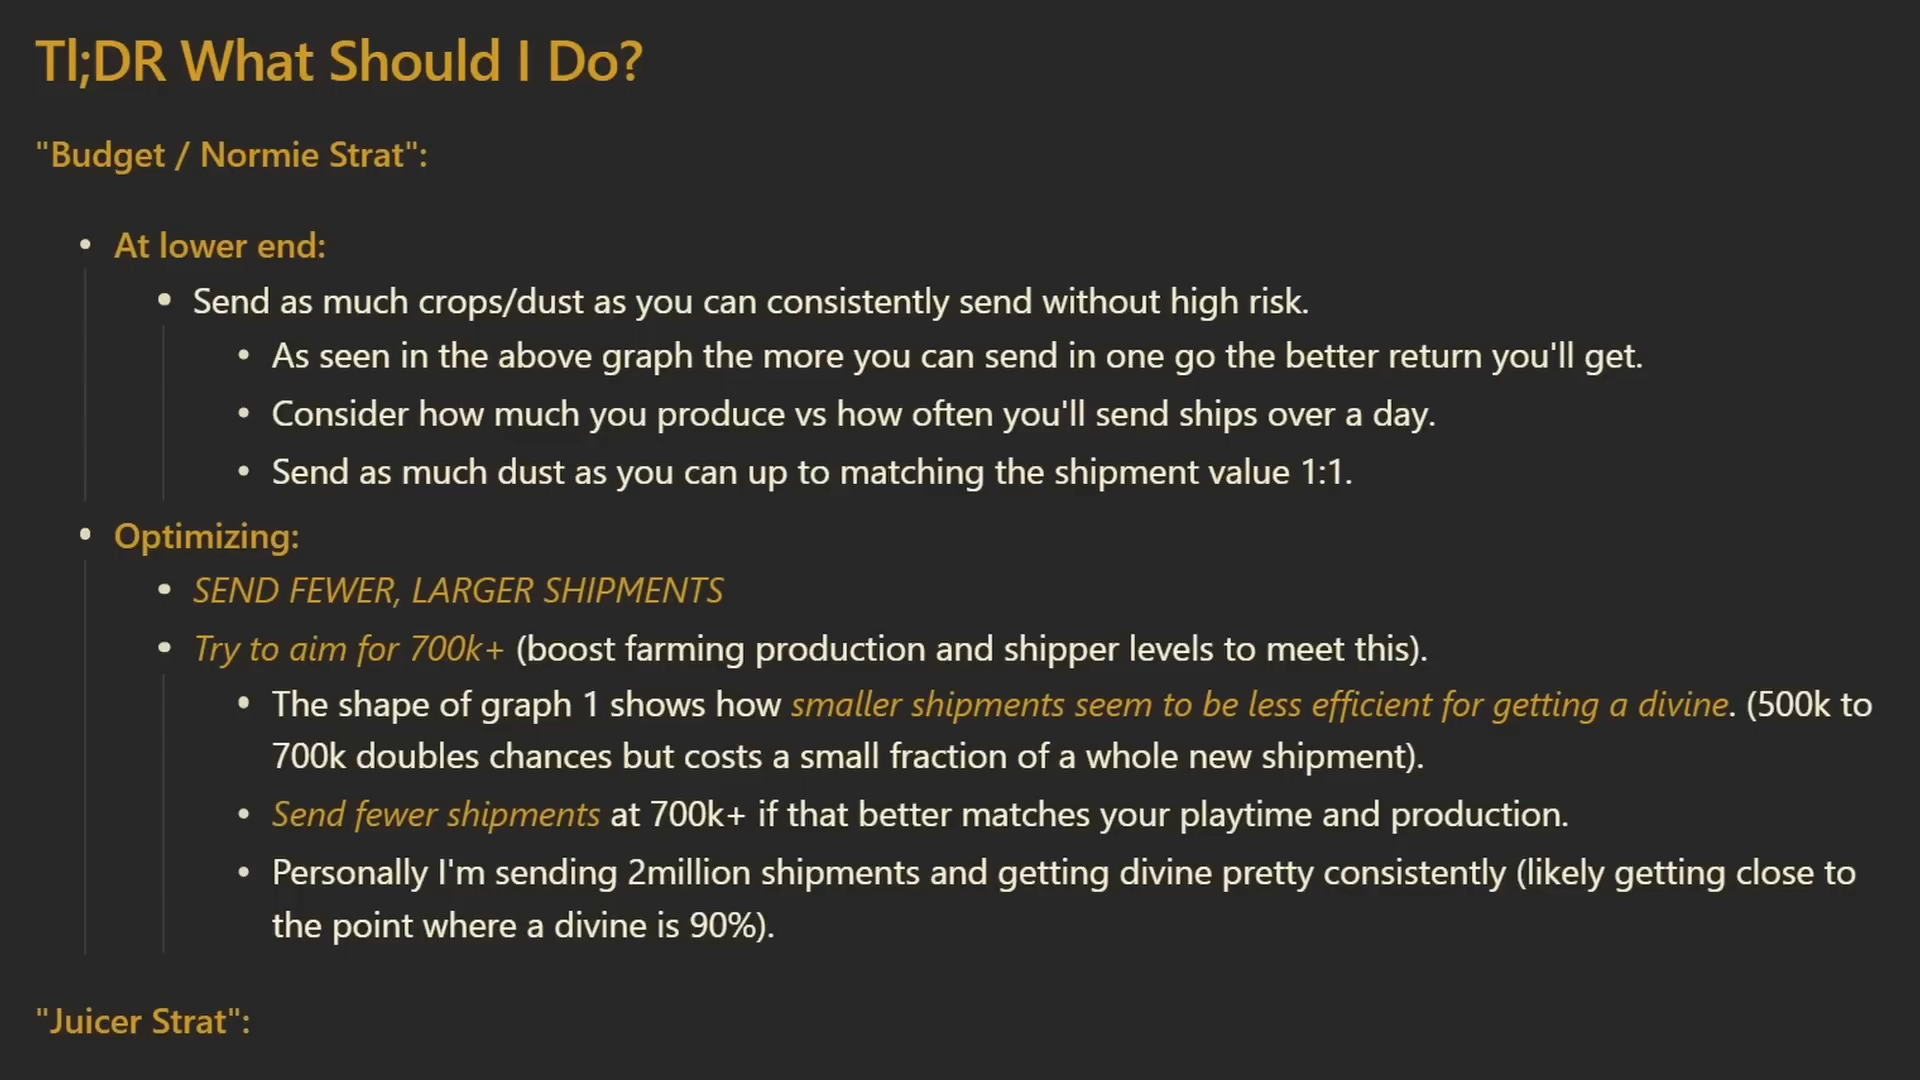 Tl;DR What Should I Do?
"Budget / Normie Strat":
• At lower end:
• Send as much crops/dust as you can consistently send without high risk.
• As seen in the above graph the more you can send in one go the better return you'll get.
• Consider how much you produce vs how often you'll send ships over a day.
• Send as much dust as you can up to matching the shipment value 1:1.
• Optimizing:
• SEND FEWER, LARGER SHIPMENTS
• Try to aim for 700k+ (boost farming production and shipper levels to meet this).
• The shape of graph 1 shows how smaller shipments seem to be less efficient for getting a divine. (500k to
700k doubles chances but costs a small fraction of a whole new shipment).
• Send fewer shipments at 700k+ if that better matches your playtime and production.
• Personally I'm sending 2million shipments and getting divine pretty consistently (likely getting close to
the point where a divine is 90%).
"Juicer Strat":